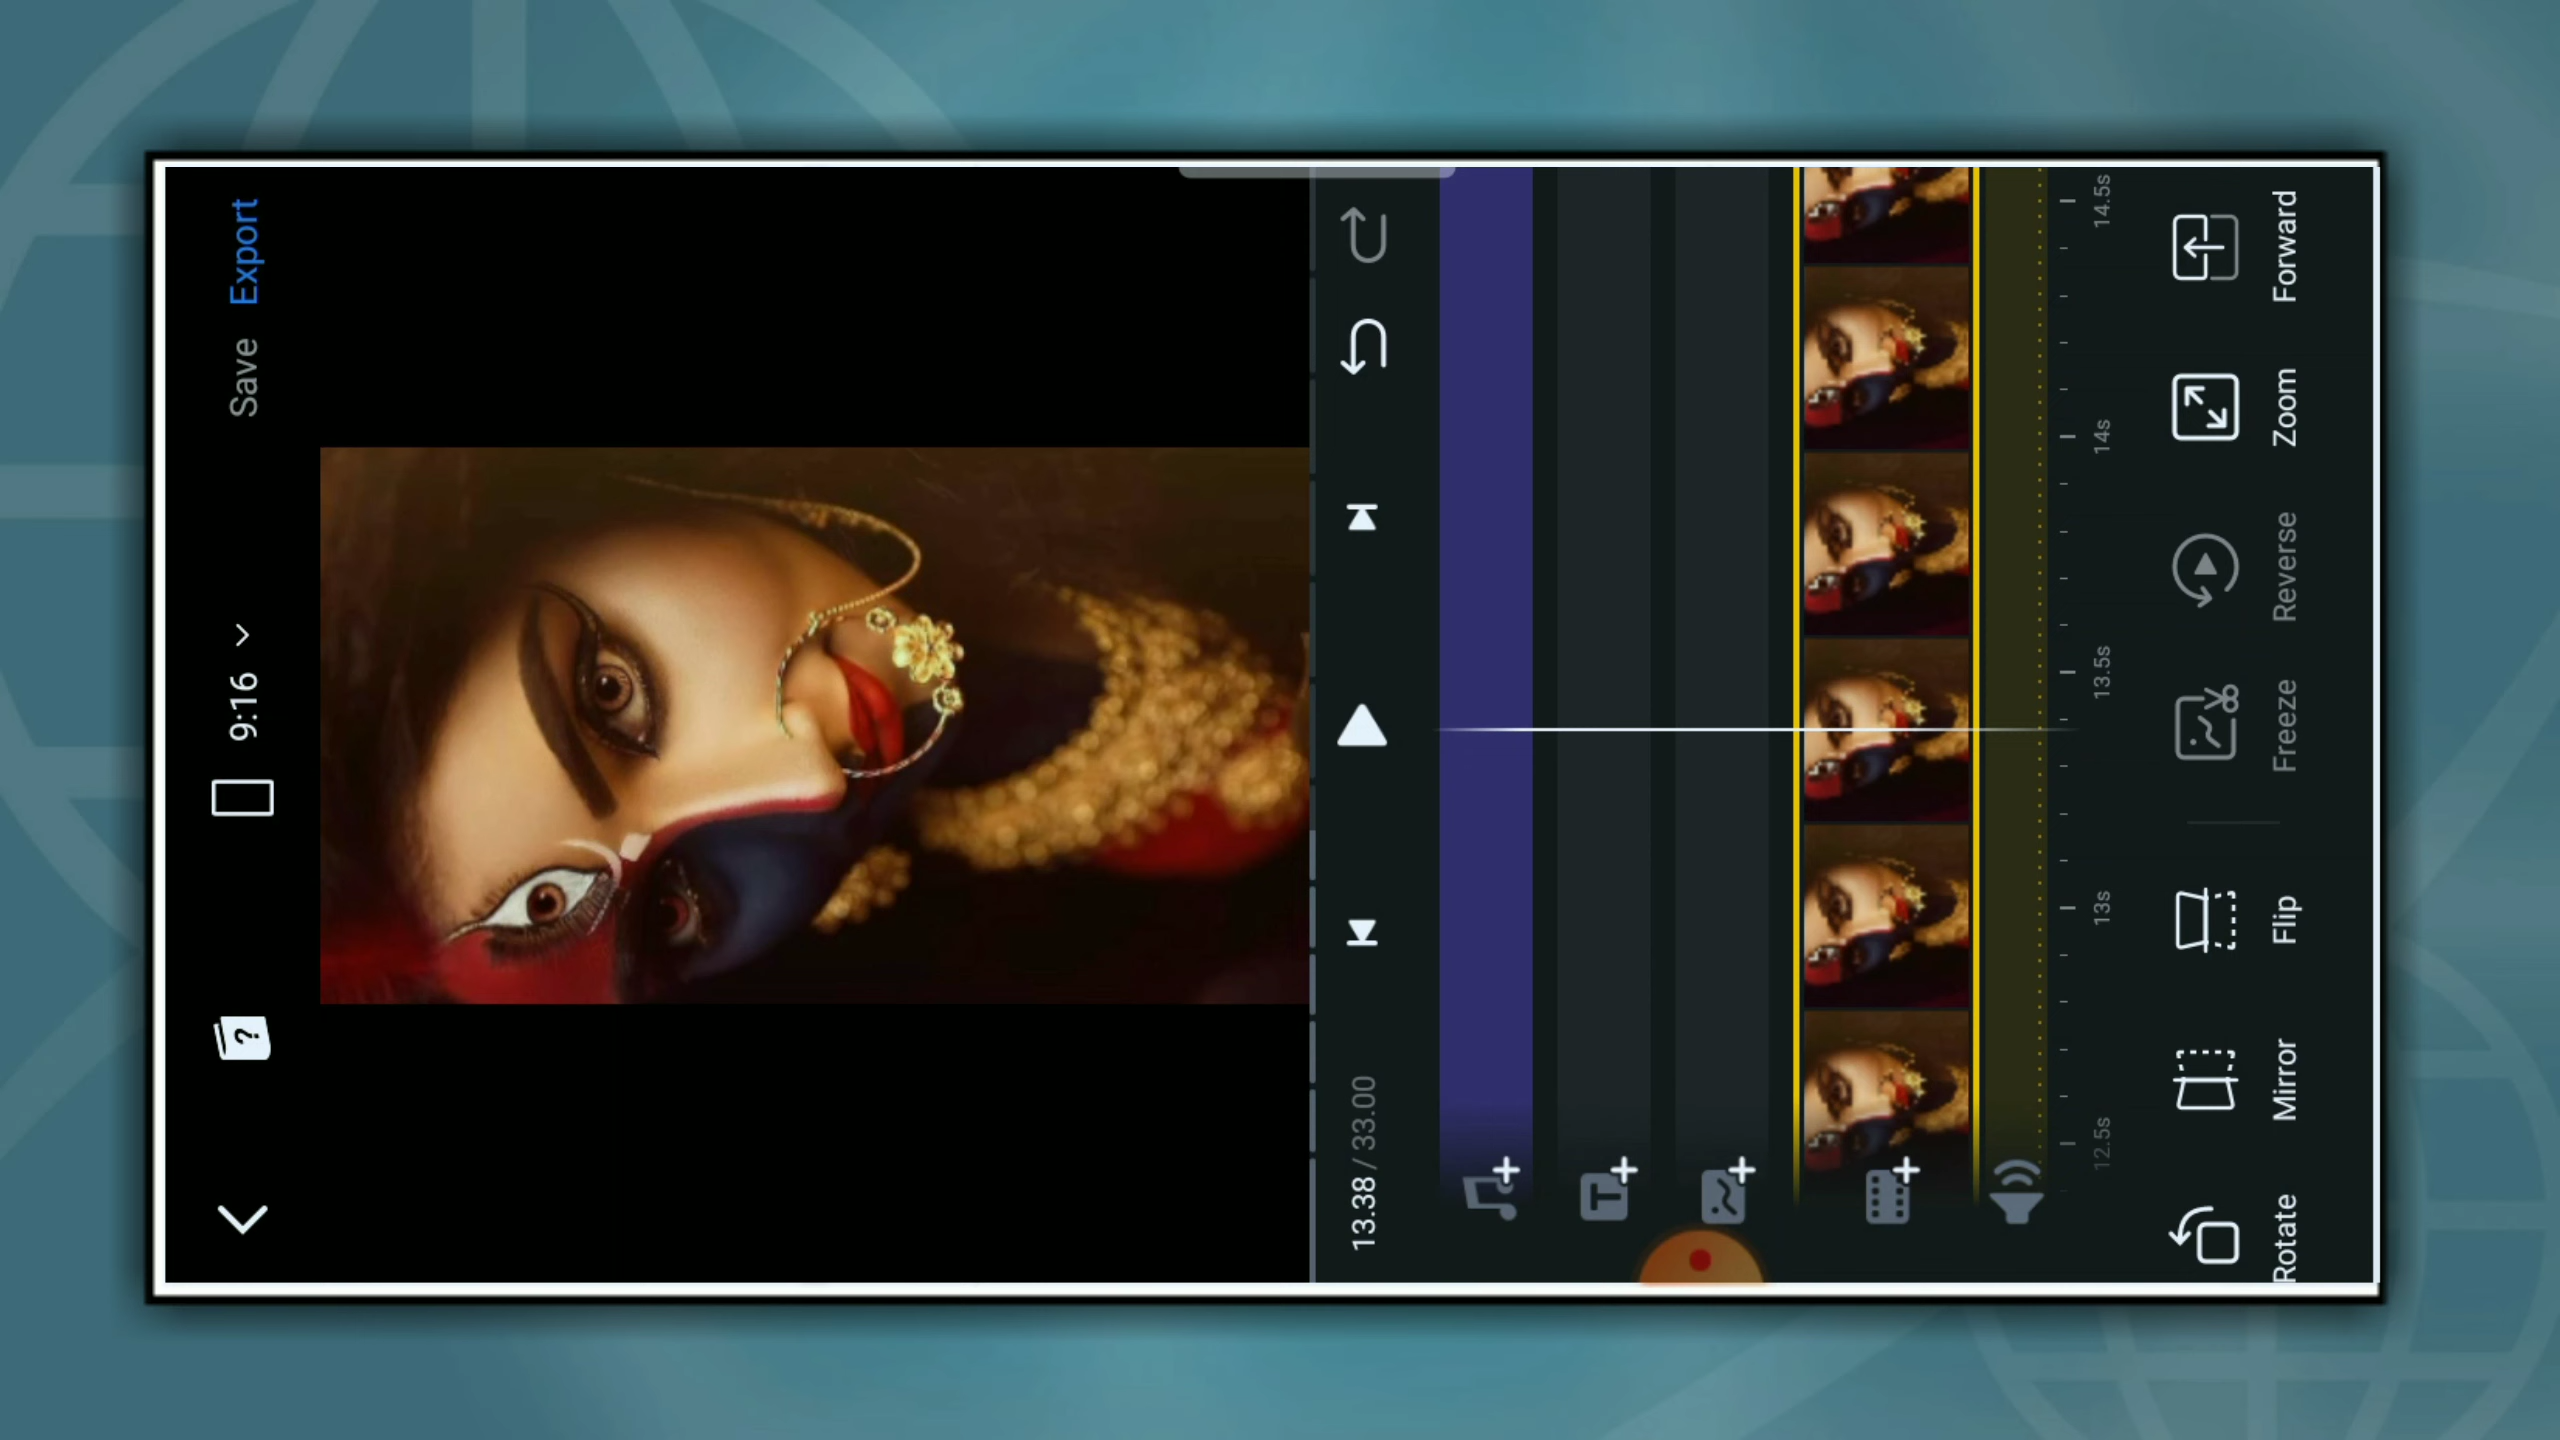 9:16
Save
Export
13.38 / 33.00
12.5s
13s
13.5s
14s
14.5s
Rotate
Mirror
Flip
Freeze
Reverse
Zoom
Forward